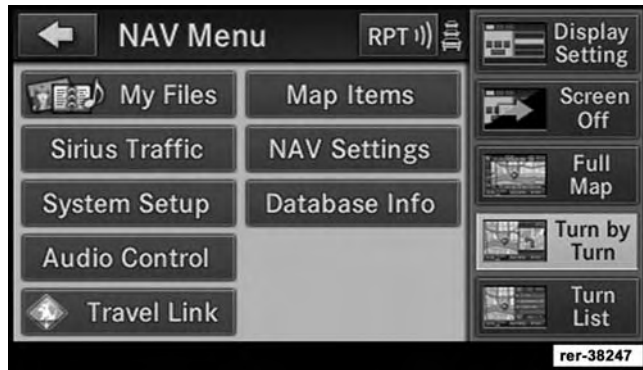 NAV Menu
RPT
My Files
Map Items
Sirius Traffic
NAV Settings
System Setup
Database Info
Audio Control
Travel Link
Display
Setting
Screen
Off
Full
Map
Turn by
Turn
Turn
List
rer-38247